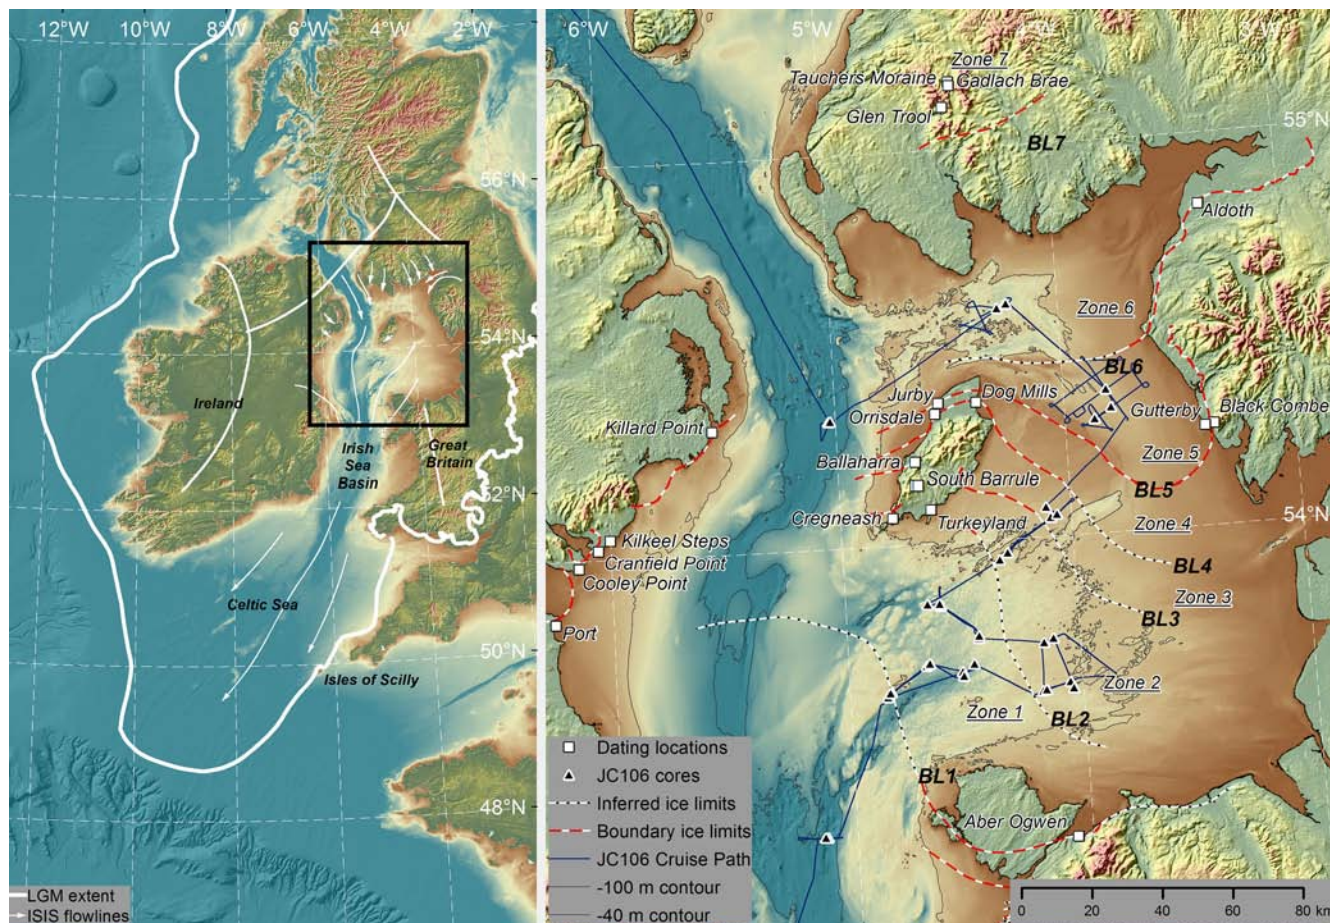 12°W
10°W
8°W
6°W
4°W
2°W
56°N
54°N
52°N
50°N
48°N
Ireland
Irish
Sea
Basin
Great
Britain
Celtic Sea
Isles of Scilly
LGM extent
ISIS flowlines
6°W
5°W
4°W
3°W
55°N
54°N
Zone 7
Tauchers Moraine
Gadlach Brae
Glen Trool
BL7
Aldoth
Zone 6
BL6
Jurby
Dog Mills
Orrisdale
Gutterby
Black Combe
Killard Point
Ballaharra
Zone 5
South Barrule
BL5
Cregneash
Turkeyland
Zone 4
Kilkeel Steps
Cranfield Point
Cooley Point
BL4
Zone 3
BL3
Port
Zone 2
Zone 1
BL2
BL1
Aber Ogwen
Dating locations
JC106 cores
Inferred ice limits
Boundary ice limits
JC106 Cruise Path
-100 m contour
-40 m contour
0 20 40 60 80 km